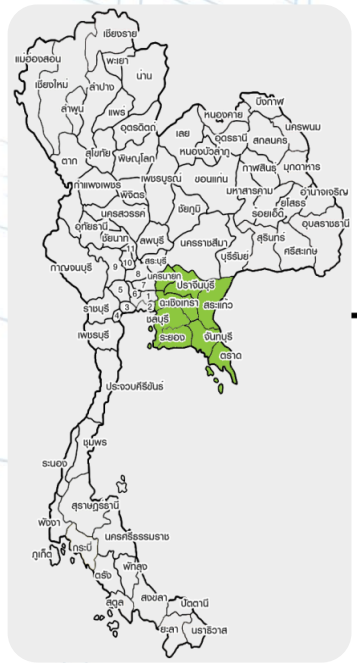 เชียงราย
แม่ฮ่องสอน
พะเยา
เชียงใหม่
น่าน
ลำปาง
ลำพูน
แพร่
บึงกาฬ
หนองคาย
อุตรดิตถ์
เลย
อุดรธานี
นครพนม
สกลนคร
สุโขทัย
หนองบัวลำภู
ตาก
พิษณุโลก
เพชรบูรณ์
ขอนแก่น
กาฬสินธุ์
มุกดาหาร
กำแพงเพชร
มหาสารคาม
อำนาจเจริญ
พิจิตร
ชัยภูมิ
ยโสธร
นครสวรรค์
ร้อยเอ็ด
อุบลราชธานี
อุทัยธานี
ชัยนาท
ลพบุรี
นครราชสีมา
สุรินทร์
ศรีสะเกษ
บุรีรัมย์
11
สระบุรี
กาญจนบุรี
9
10
นครนายก
8
ปราจีนบุรี
7
5
6
1
ฉะเชิงเทรา
สระแก้ว
ราชบุรี
3
2
4
ชลบุรี
เพชรบุรี
ระยอง
จันทบุรี
ตราด
ประจวบคีรีขันธ์
ชุมพร
ระนอง
สุราษฎร์ธานี
พังงา
นครศรีธรรมราช
ภูเก็ต
กระบี่
ตรัง
พัทลุง
สตูล
สงขลา
ปัตตานี
ยะลา
นราธิวาส